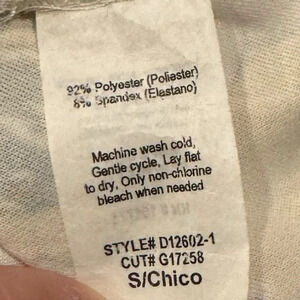 92% Polyester (Poliester)
8% Spandex (Elastano)
Machine wash cold,
Gentle cycle, Lay flat
to dry, Only non-chlorine
bleach when needed
STYLE# D12602-1
CUT# G17258
S/Chico